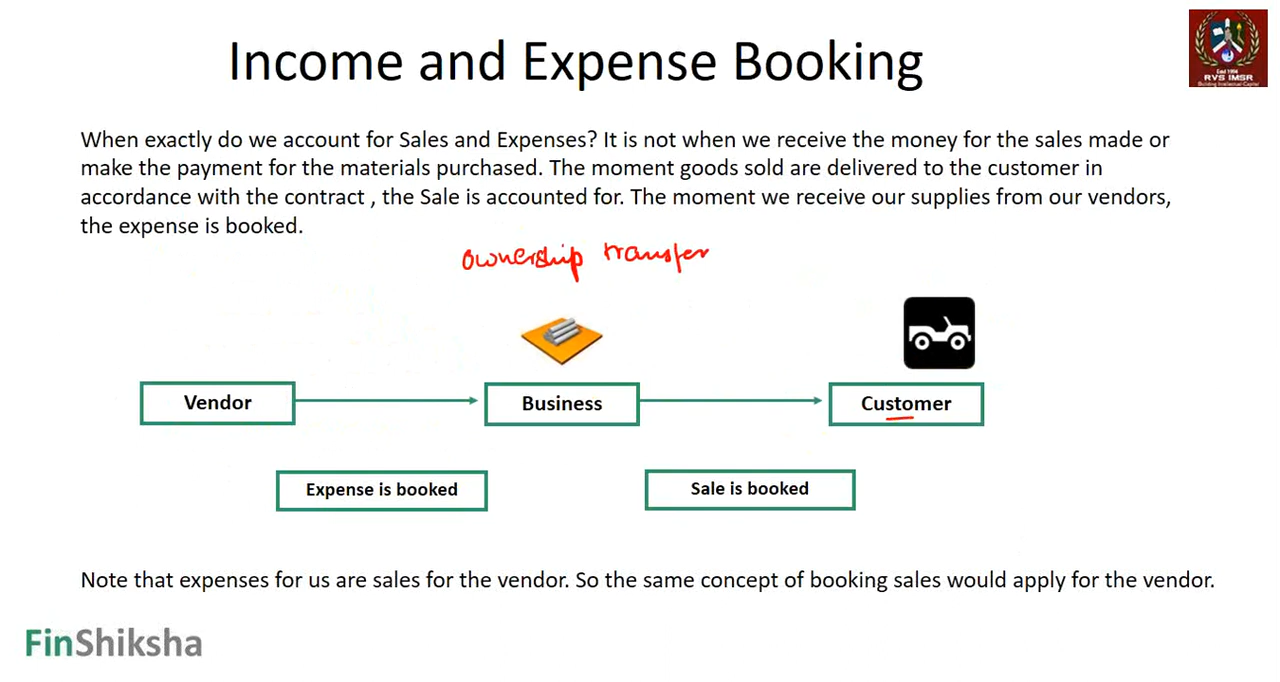 Income and Expense Booking
Estd 1996
RVS IMSR
Building Intellectual Capital
When exactly do we account for Sales and Expenses? It is not when we receive the money for the sales made or
make the payment for the materials purchased. The moment goods sold are delivered to the customer in
accordance with the contract , the Sale is accounted for. The moment we receive our supplies from our vendors,
the expense is booked.
ownership transfer
Vendor
Business
Customer
Expense is booked
Sale is booked
Note that expenses for us are sales for the vendor. So the same concept of booking sales would apply for the vendor.
FinShiksha